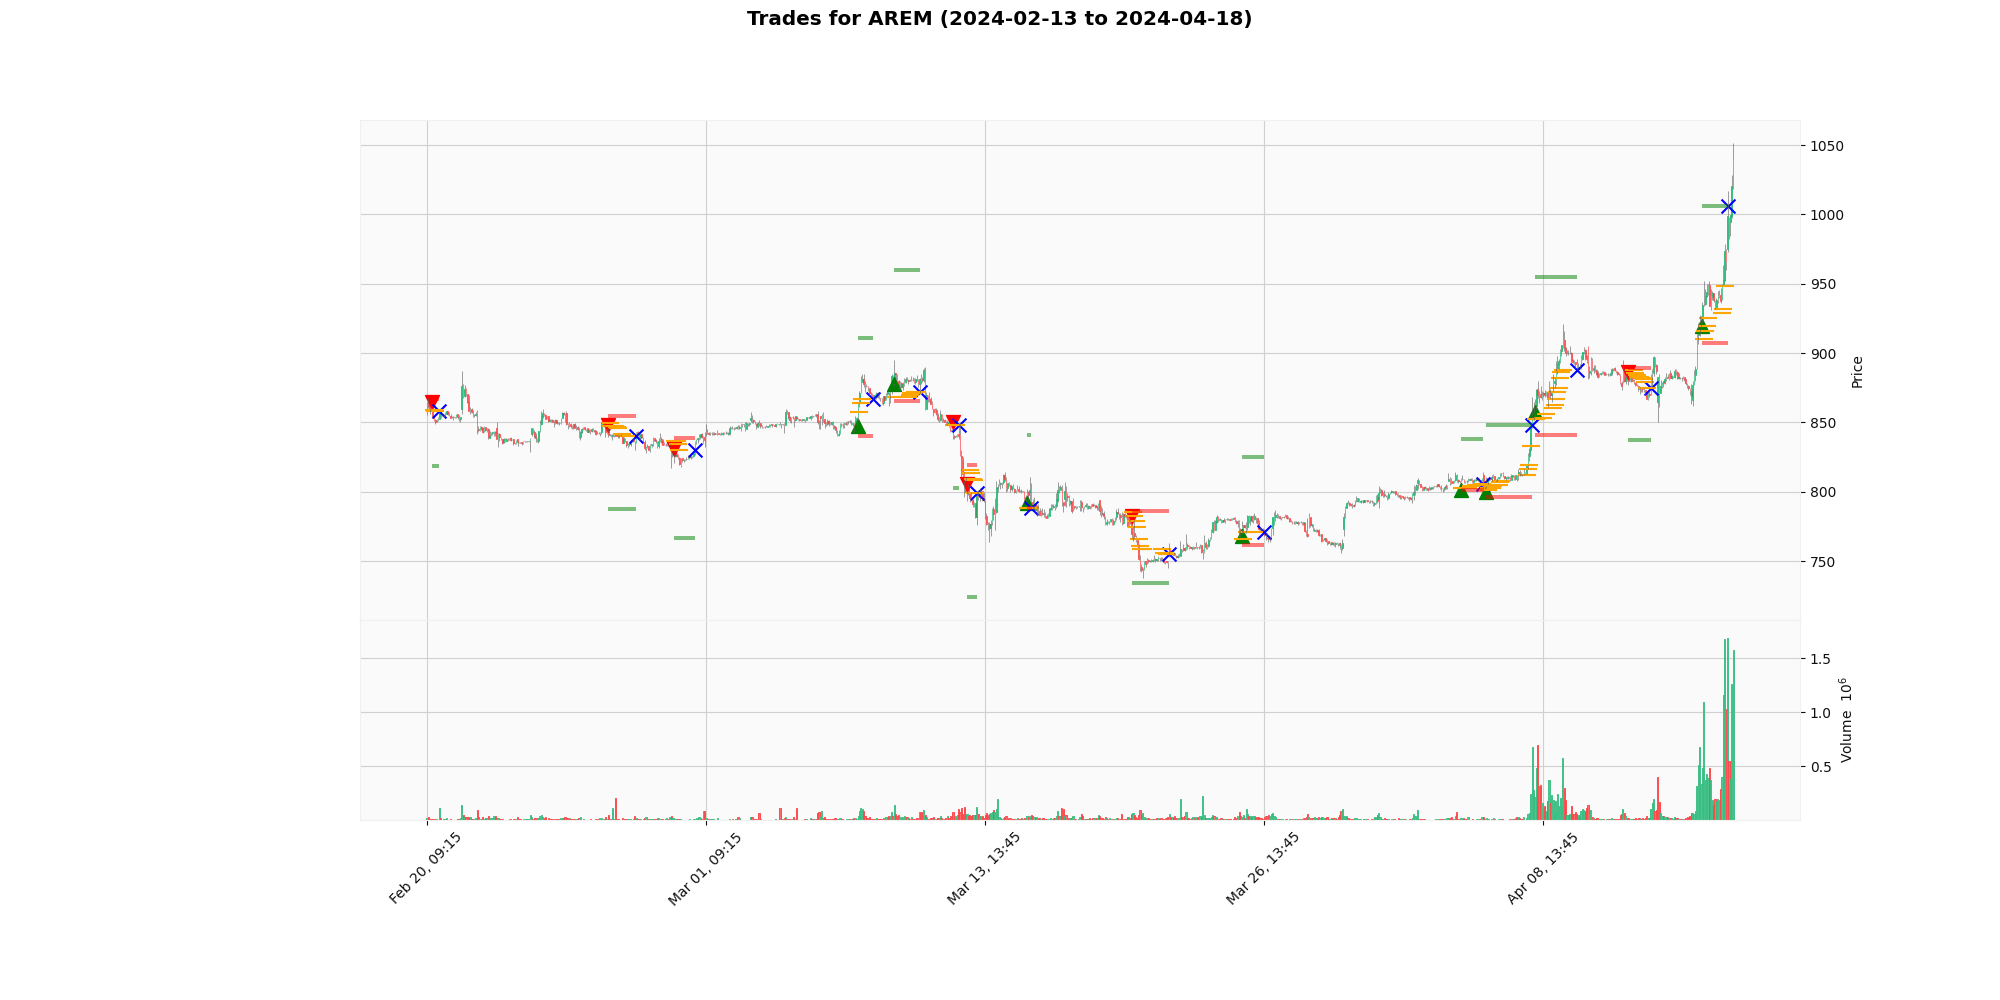 Trades for AREM (2024-02-13 to 2024-04-18)
1050
1000
950
900
850
800
750
Price
1.5
1.0
0.5
Volume 10^6
Feb 20, 09:15
Mar 01, 09:15
Mar 13, 13:45
Mar 26, 13:45
Apr 08, 13:45